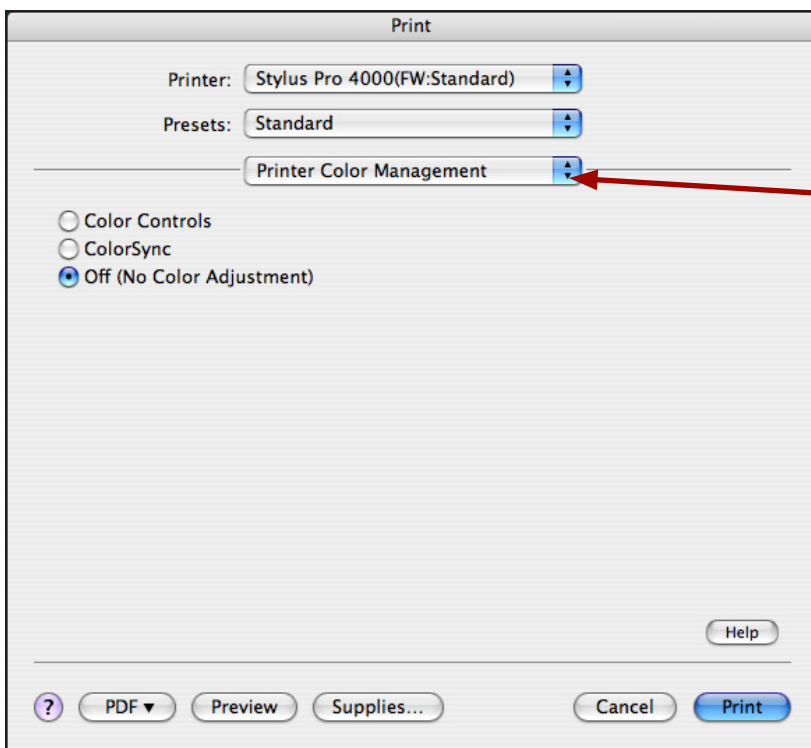 Print
Printer: Stylus Pro 4000(FW:Standard)
Presets: Standard
Printer Color Management
Color Controls
ColorSync
Off (No Color Adjustment)
Help
? PDF ▾ Preview Supplies... Cancel Print